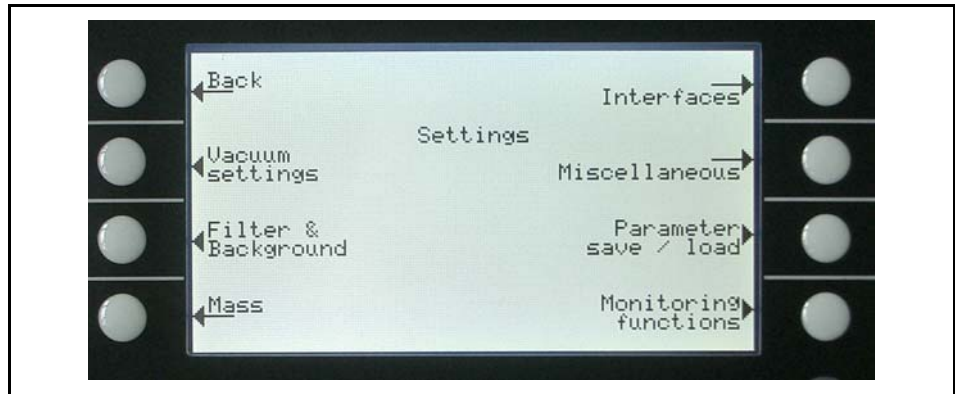 Back
Interfaces
Settings
Vacuum
settings
Miscellaneous
Filter &
Background
Parameter
save / load
Mass
Monitoring
functions